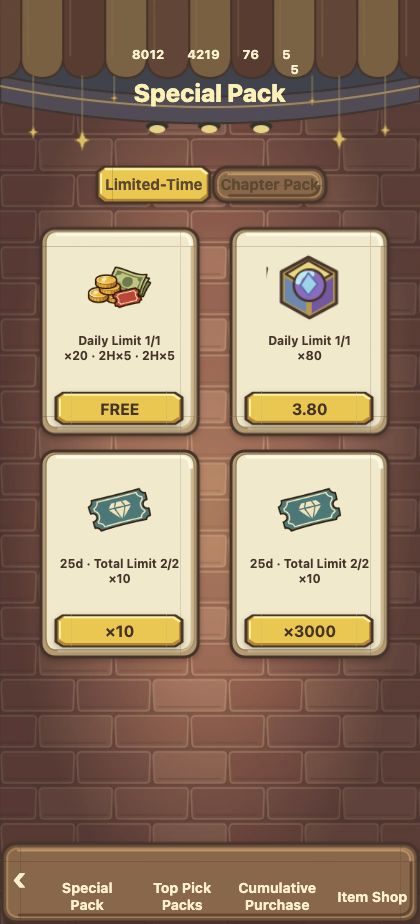 8012 4219 76 5
5
Special Pack
Limited-Time Chapter Pack
Daily Limit 1/1
×20 · 2H×5 · 2H×5
FREE
Daily Limit 1/1
×80
3.80
25d · Total Limit 2/2
×10
×10
25d · Total Limit 2/2
×10
×3000
Special
Pack
Top Pick
Packs
Cumulative
Purchase
Item Shop